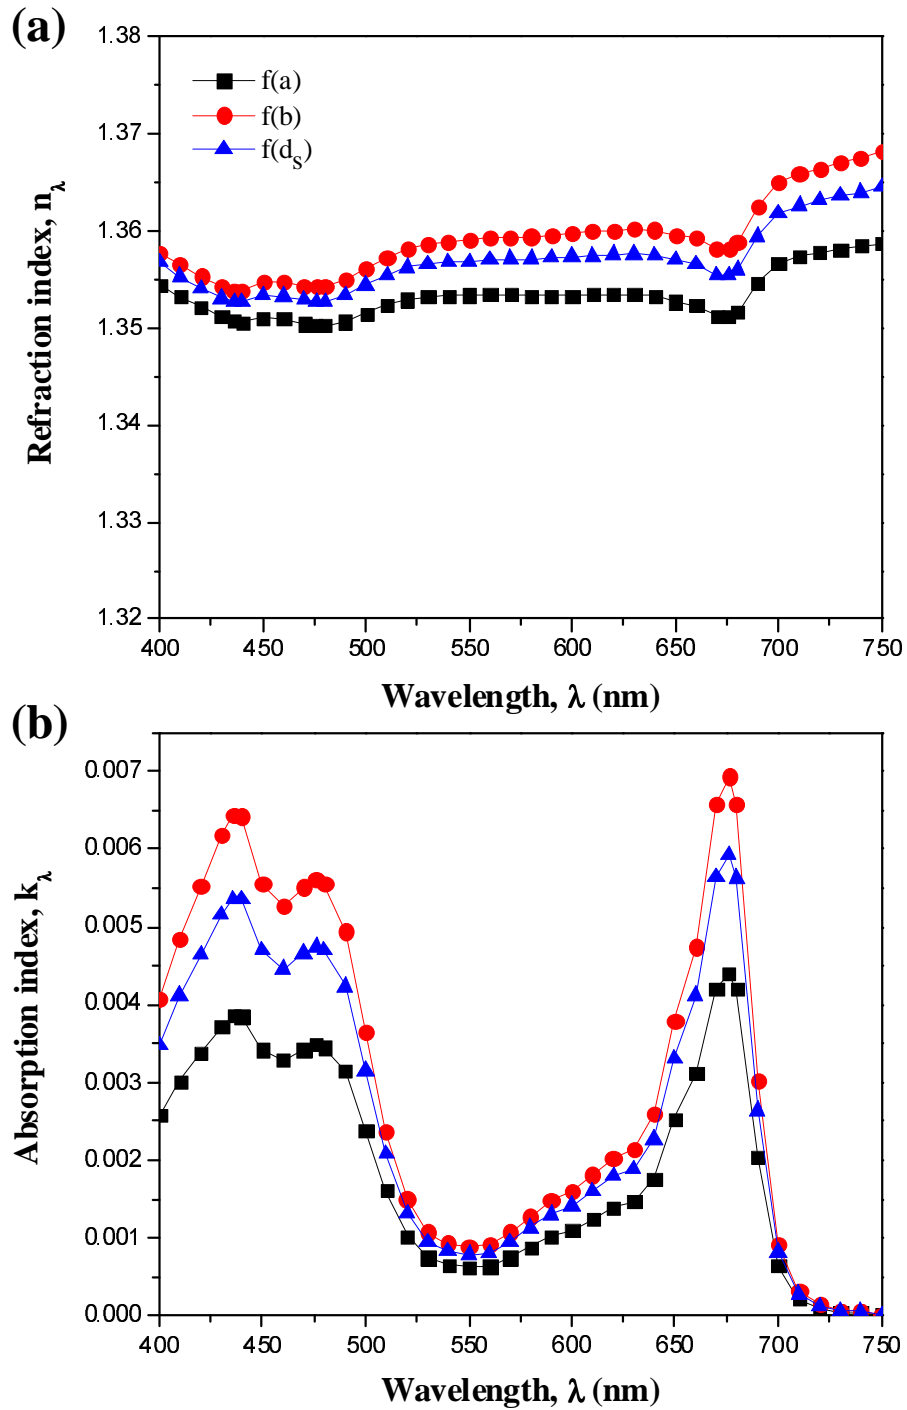 (a)
1.38
1.37
1.36
1.35
1.34
1.33
1.32
Refraction index, nλ
f(a)
f(b)
f(ds)
400 450 500 550 600 650 700 750
Wavelength, λ (nm)
(b)
0.007
0.006
0.005
0.004
0.003
0.002
0.001
0.000
Absorption index, kλ
400 450 500 550 600 650 700 750
Wavelength, λ (nm)